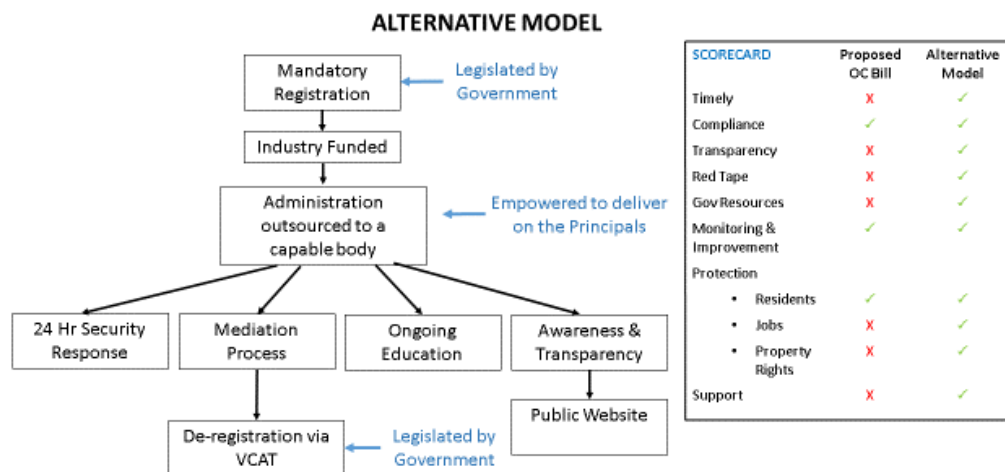 ALTERNATIVE MODEL
Mandatory
Registration
Legislated by
Government
Industry Funded
Administration
outsourced to a
capable body
Empowered to deliver
on the Principals
24 Hr Security
Response
Mediation
Process
Ongoing
Education
Awareness &
Transparency
De-registration via
VCAT
Legislated by
Government
Public Website
SCORECARD Proposed OC Bill Alternative Model
Timely X ✓
Compliance ✓ ✓
Transparency X ✓
Red Tape X ✓
Gov Resources X ✓
Monitoring & ✓ ✓
Improvement
Protection
• Residents ✓ ✓
• Jobs X ✓
• Property X ✓
Rights
Support X ✓